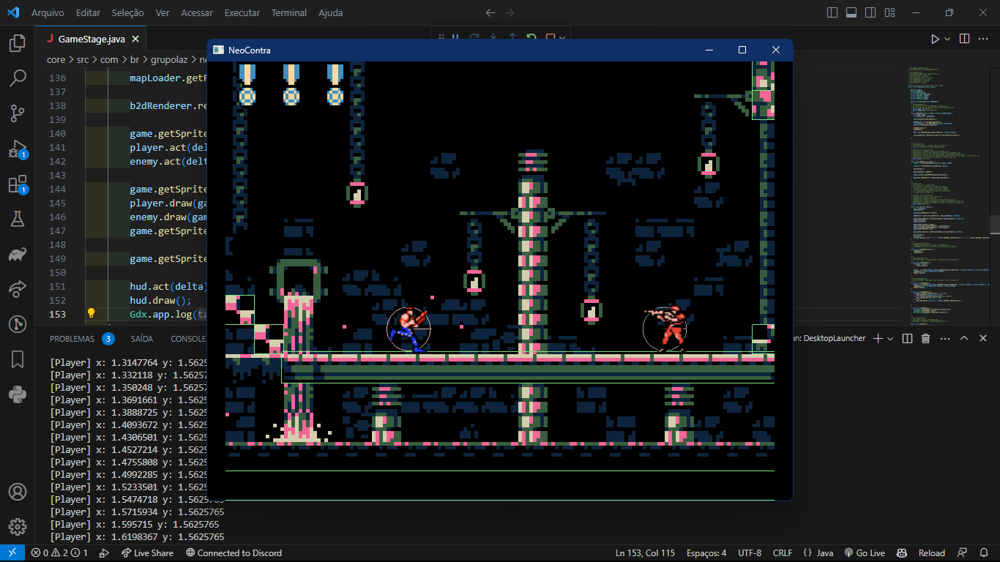 Arquivo Editar Seleção Ver Acessar Executar Terminal Ajuda
J GameStage.java
core > src > com > br > grupolaz >
NeoContra
136 mapLoader.getF
137
138 b2dRenderer.re
139
140 game.getSprite
141 player.act(del
142 enemy.act(delt
143
144 game.getSprite
145 player.draw(ga
146 enemy.draw(gam
147 game.getSprite
148
149 game.getSprite
150
151 hud.act(delta)
152 hud.draw();
153 Gdx.app.log(ta
PROBLEMAS 3 SAÍDA CONSOLE
un: DesktopLauncher
[Player] x: 1.3147764 y: 1.5625
[Player] x: 1.332118 y: 1.56257
[Player] x: 1.350248 y: 1.56257
[Player] x: 1.3691661 y: 1.5625
[Player] x: 1.3888725 y: 1.5625
[Player] x: 1.4093672 y: 1.5625
[Player] x: 1.4306501 y: 1.5625
[Player] x: 1.4527214 y: 1.5625
[Player] x: 1.4755808 y: 1.5625
[Player] x: 1.4992285 y: 1.5625
[Player] x: 1.5233501 y: 1.5625
[Player] x: 1.5474718 y: 1.5625765
[Player] x: 1.5715934 y: 1.5625765
[Player] x: 1.595715 y: 1.5625765
[Player] x: 1.6198367 y: 1.5625765
1
1
0 2 1 Live Share Connected to Discord Ln 153, Col 115 Espaços: 4 UTF-8 CRLF {} Java Go Live Reload